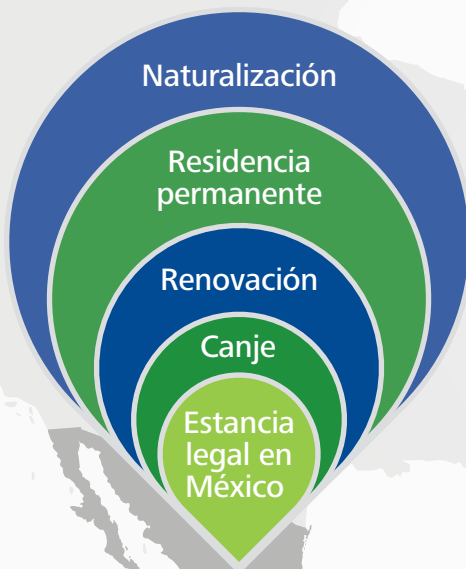 Naturalización
Residencia
permanente
Renovación
Canje
Estancia
legal en
México